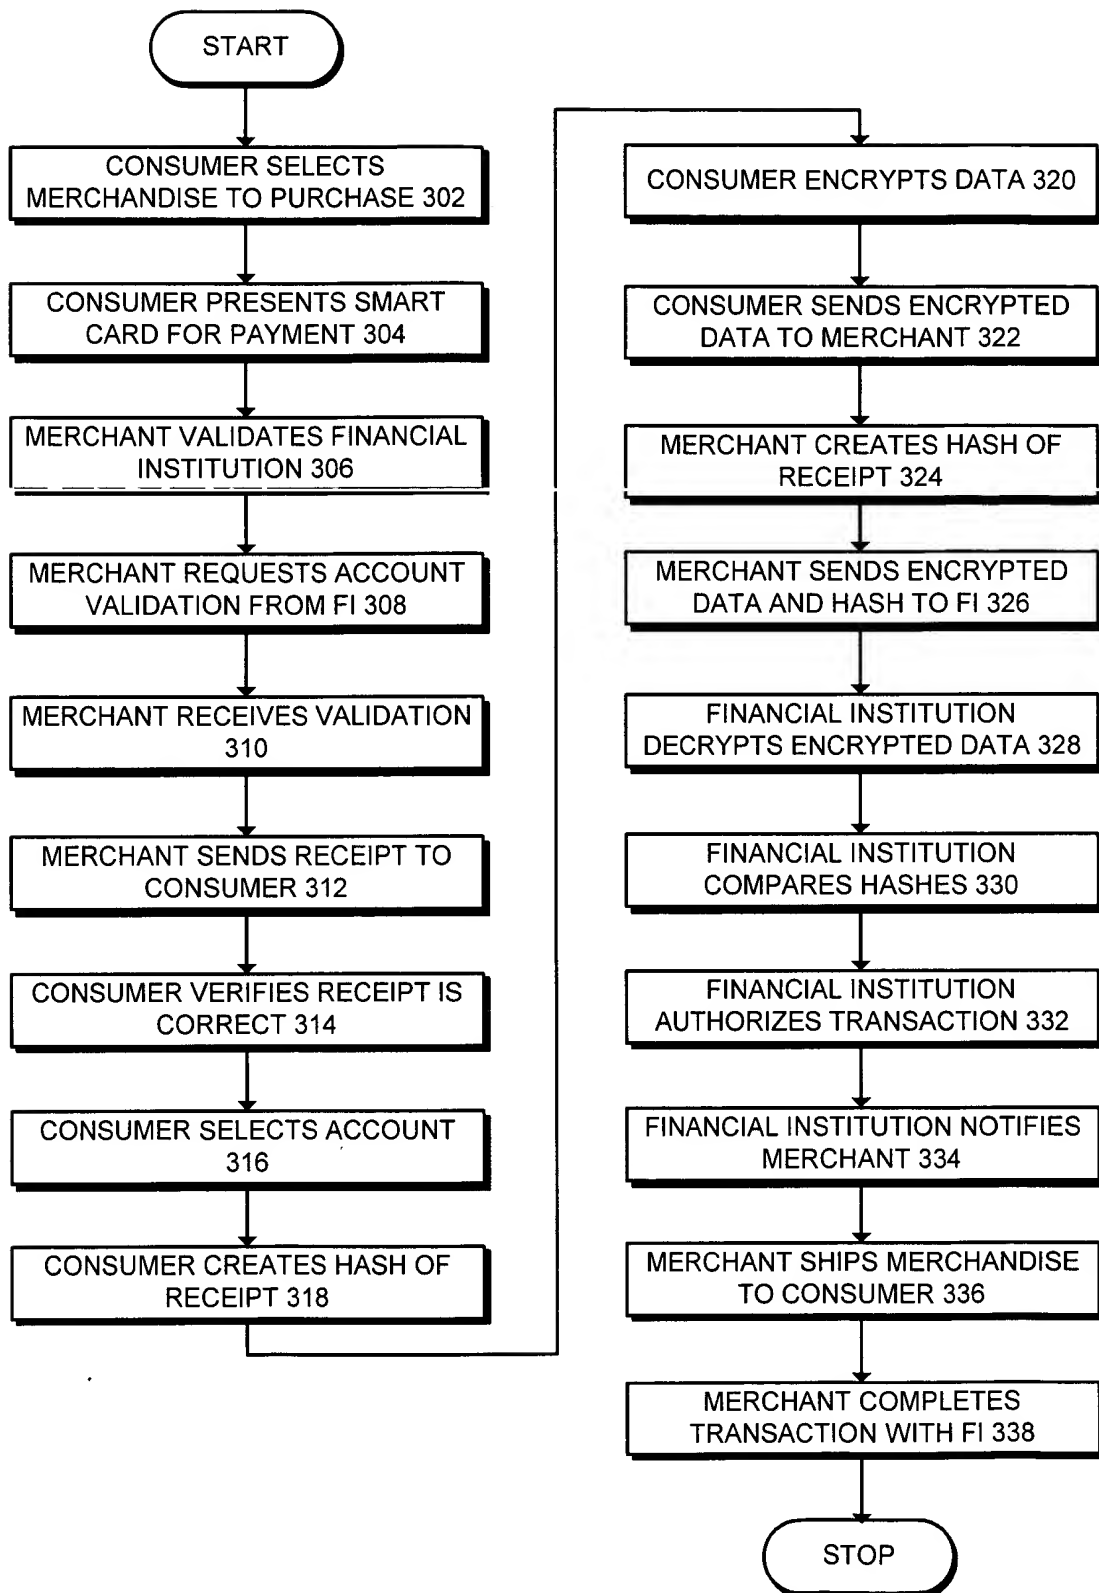 START
CONSUMER SELECTS
MERCHANDISE TO PURCHASE 302
CONSUMER PRESENTS SMART
CARD FOR PAYMENT 304
MERCHANT VALIDATES FINANCIAL
INSTITUTION 306
MERCHANT REQUESTS ACCOUNT
VALIDATION FROM FI 308
MERCHANT RECEIVES VALIDATION
310
MERCHANT SENDS RECEIPT TO
CONSUMER 312
CONSUMER VERIFIES RECEIPT IS
CORRECT 314
CONSUMER SELECTS ACCOUNT
316
CONSUMER CREATES HASH OF
RECEIPT 318
CONSUMER ENCRYPTS DATA 320
CONSUMER SENDS ENCRYPTED
DATA TO MERCHANT 322
MERCHANT CREATES HASH OF
RECEIPT 324
MERCHANT SENDS ENCRYPTED
DATA AND HASH TO FI 326
FINANCIAL INSTITUTION
DECRYPTS ENCRYPTED DATA 328
FINANCIAL INSTITUTION
COMPARES HASHES 330
FINANCIAL INSTITUTION
AUTHORIZES TRANSACTION 332
FINANCIAL INSTITUTION NOTIFIES
MERCHANT 334
MERCHANT SHIPS MERCHANDISE
TO CONSUMER 336
MERCHANT COMPLETES
TRANSACTION WITH FI 338
STOP